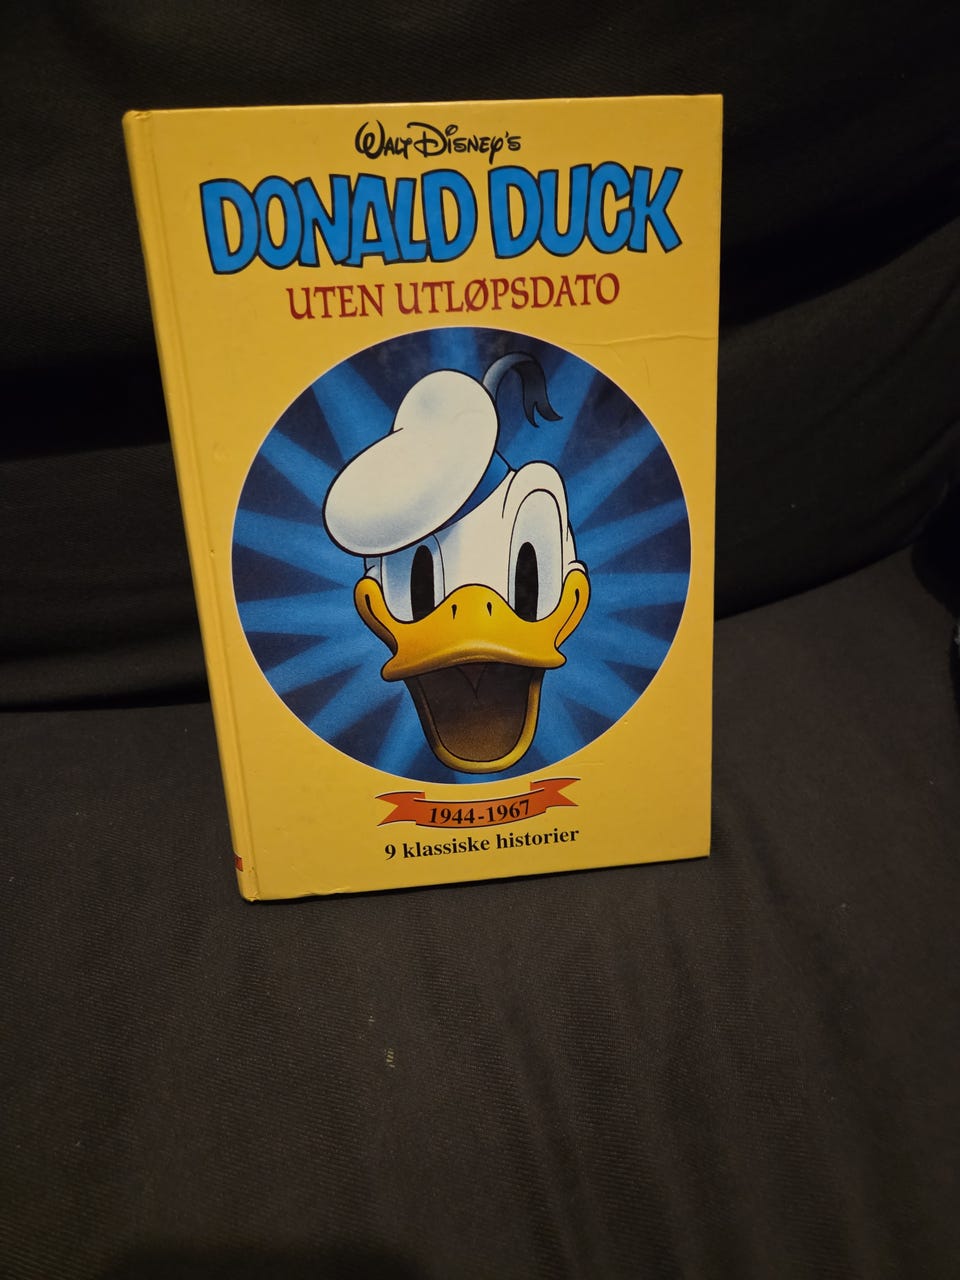 WALT DISNEY'S
DONALD DUCK
UTEN UTLØPSDATO
1944-1967
9 klassiske historier